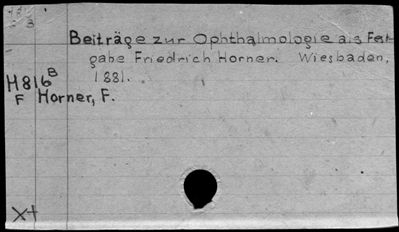 Beiträge zur Ophthalmologie als Fest-
gabe Friedrich Horner. Wiesbaden,
1881.
H816B
F Horner, F.
X+